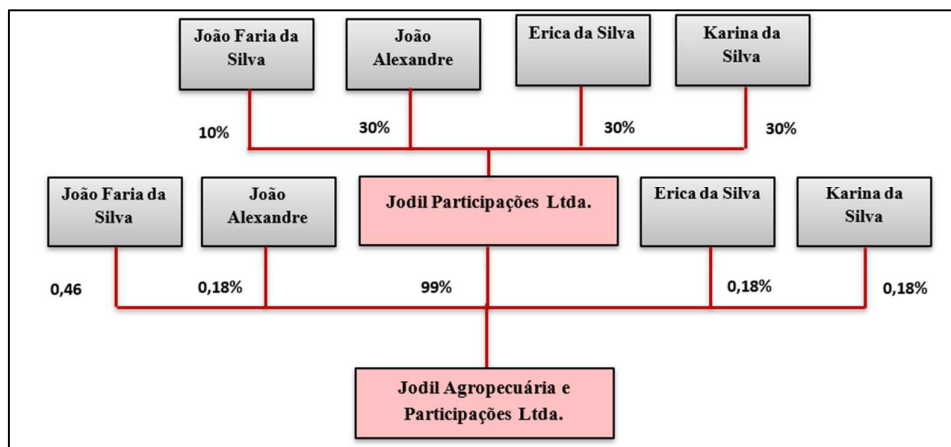 João Faria da
Silva
João
Alexandre
Erica da Silva
Karina da
Silva
10%
30%
30%
30%
João Faria da
Silva
João
Alexandre
Jodil Participações Ltda.
Erica da Silva
Karina da
Silva
0,46
0,18%
99%
0,18%
0,18%
Jodil Agropecuária e
Participações Ltda.